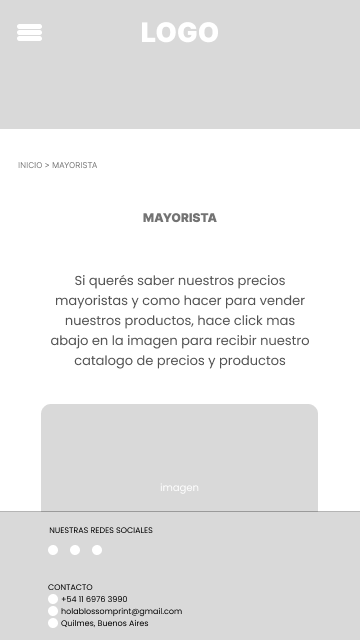 LOGO
INICIO > MAYORISTA
MAYORISTA
Si querés saber nuestros precios
mayoristas y como hacer para vender
nuestros productos, hace click mas
abajo en la imagen para recibir nuestro
catalogo de precios y productos
imagen
NUESTRAS REDES SOCIALES
CONTACTO
+54 11 6976 3990
holablossomprint@gmail.com
Quilmes, Buenos Aires